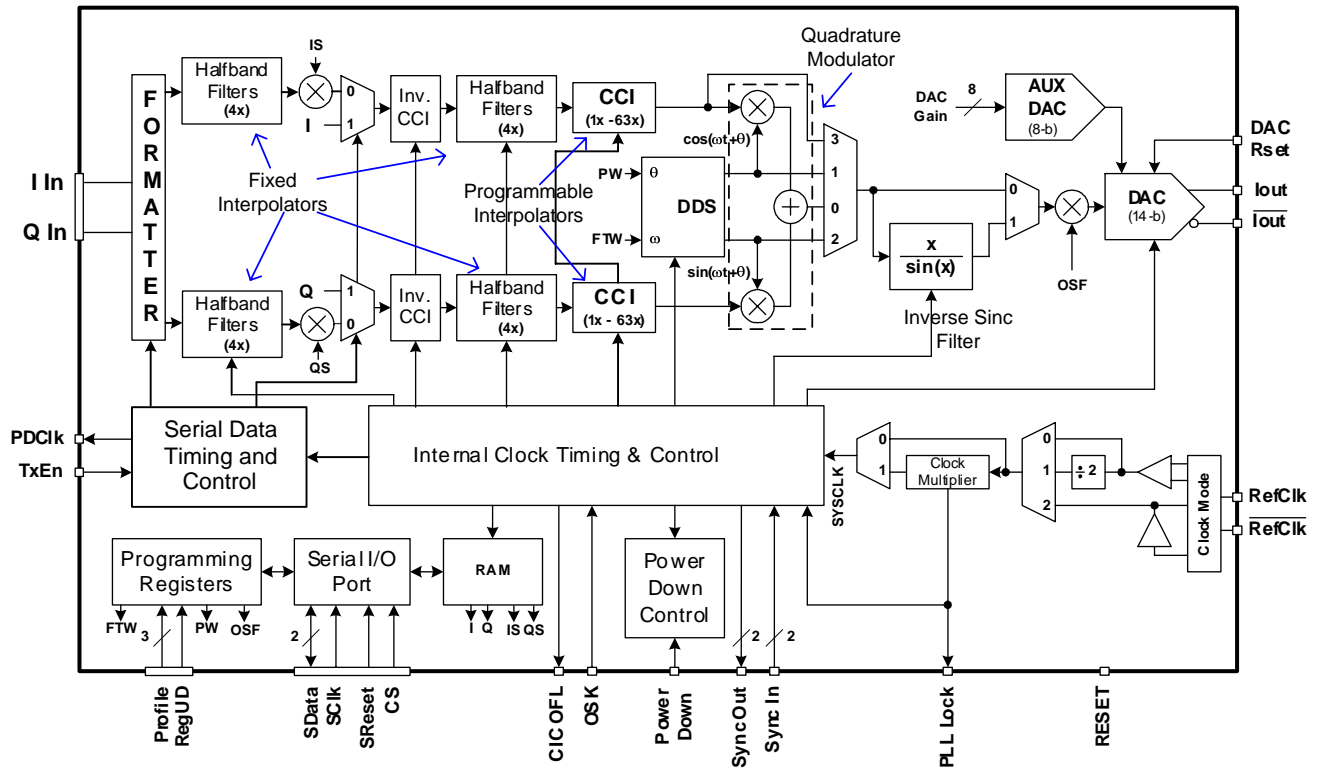 Quadrature
Modulator
IS
Halfband
Filters
(4x)
0
1
I
Inv.
CCI
Halfband
Filters
(4x)
CCI
(1x -63x)
DAC
Gain
8
AUX
DAC
(8-b)
DAC
Rset
FORMATTER
I In
Q In
Fixed
Interpolators
Programmable
Interpolators
cos(ωt+θ)
PW
θ
DDS
FTW
ω
sin(ωt+θ)
3
1
0
2
0
1
x
sin(x)
Inverse Sinc
Filter
OSF
DAC
(14-b)
Iout
Iout
Halfband
Filters
(4x)
QS
Q
1
0
Inv.
CCI
Halfband
Filters
(4x)
CCI
(1x - 63x)
PDClk
TxEn
Serial Data
Timing and
Control
Internal Clock Timing & Control
SYSCLK
0
1
Clock
Multiplier
0
1
2
÷ 2
Clock Mode
RefClk
RefClk
Programming
Registers
Serial I/O
Port
RAM
Power
Down
Control
FTW
3
PW
OSF
2
I
Q
IS
QS
2
2
Profile
RegUD
SData
SClk
SReset
CS
CIC OFL
OSK
Power
Down
Sync Out
Sync In
PLL Lock
RESET